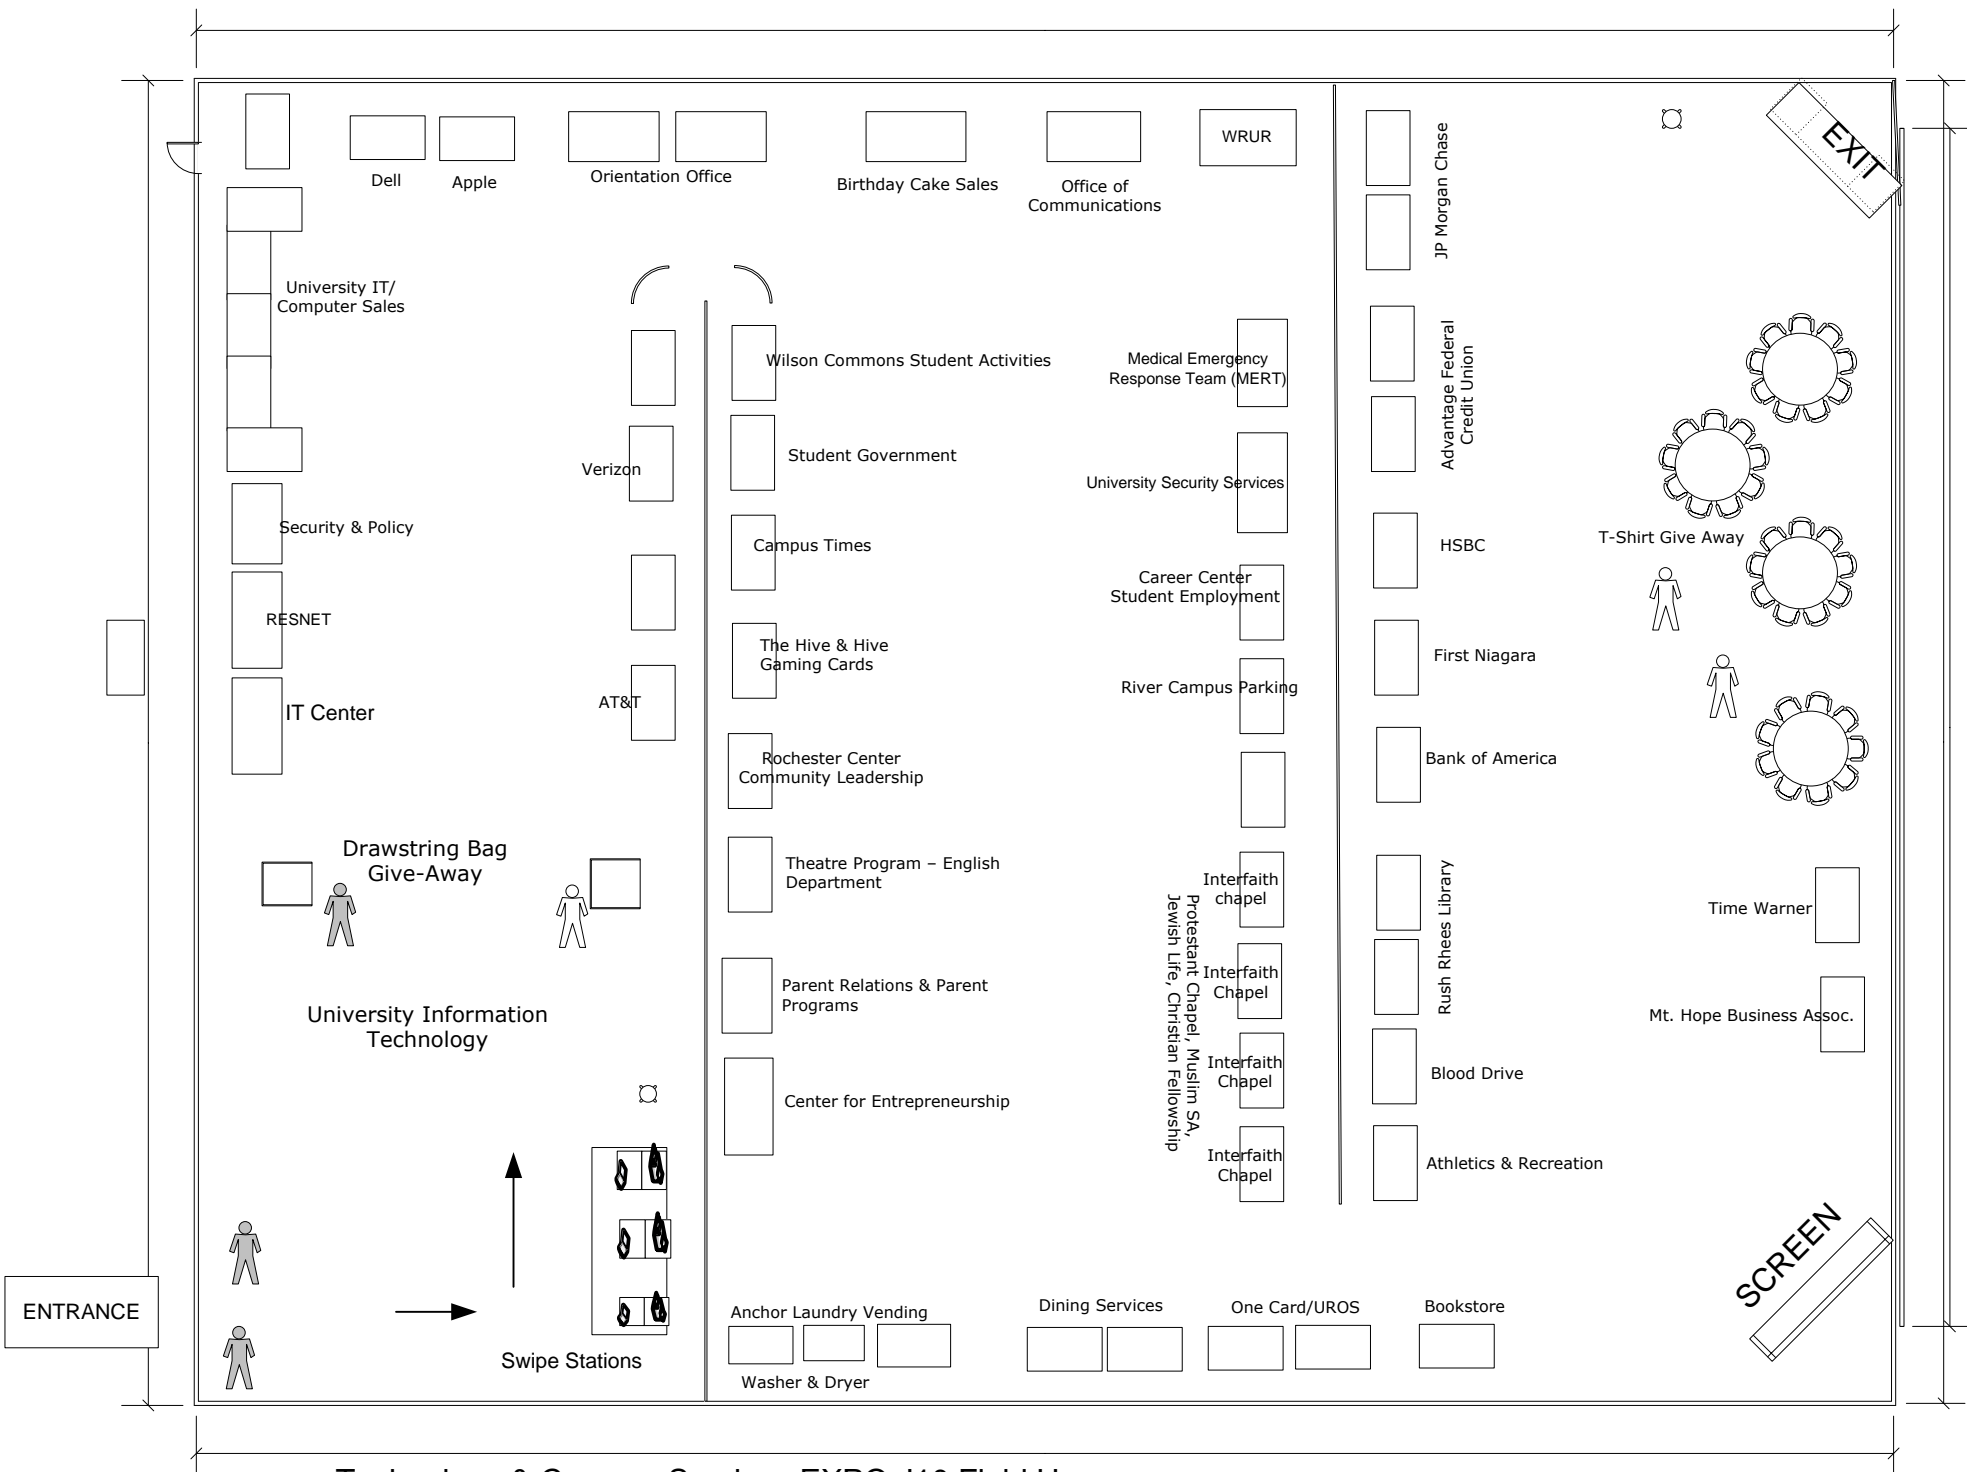 WRUR
EXIT
Dell
Apple
Orientation Office
Birthday Cake Sales
Office of
Communications
JP Morgan Chase
University IT/
Computer Sales
Wilson Commons Student Activities
Medical Emergency
Response Team (MERT)
Advantage Federal
Credit Union
Verizon
Student Government
University Security Services
Security & Policy
Campus Times
HSBC
T-Shirt Give Away
Career Center
Student Employment
RESNET
The Hive & Hive
Gaming Cards
First Niagara
IT Center
AT&T
River Campus Parking
Rochester Center
Community Leadership
Bank of America
Drawstring Bag
Give-Away
Theatre Program – English
Department
Interfaith
chapel
Protestant Chapel, Muslim SA,
Jewish Life, Christian Fellowship
Rush Rhees Library
Time Warner
Interfaith
Chapel
Parent Relations & Parent
Programs
Mt. Hope Business Assoc.
University Information
Technology
Interfaith
Chapel
Blood Drive
Center for Entrepreneurship
Interfaith
Chapel
Athletics & Recreation
SCREEN
ENTRANCE
Swipe Stations
Anchor Laundry Vending
Washer & Dryer
Dining Services
One Card/UROS
Bookstore